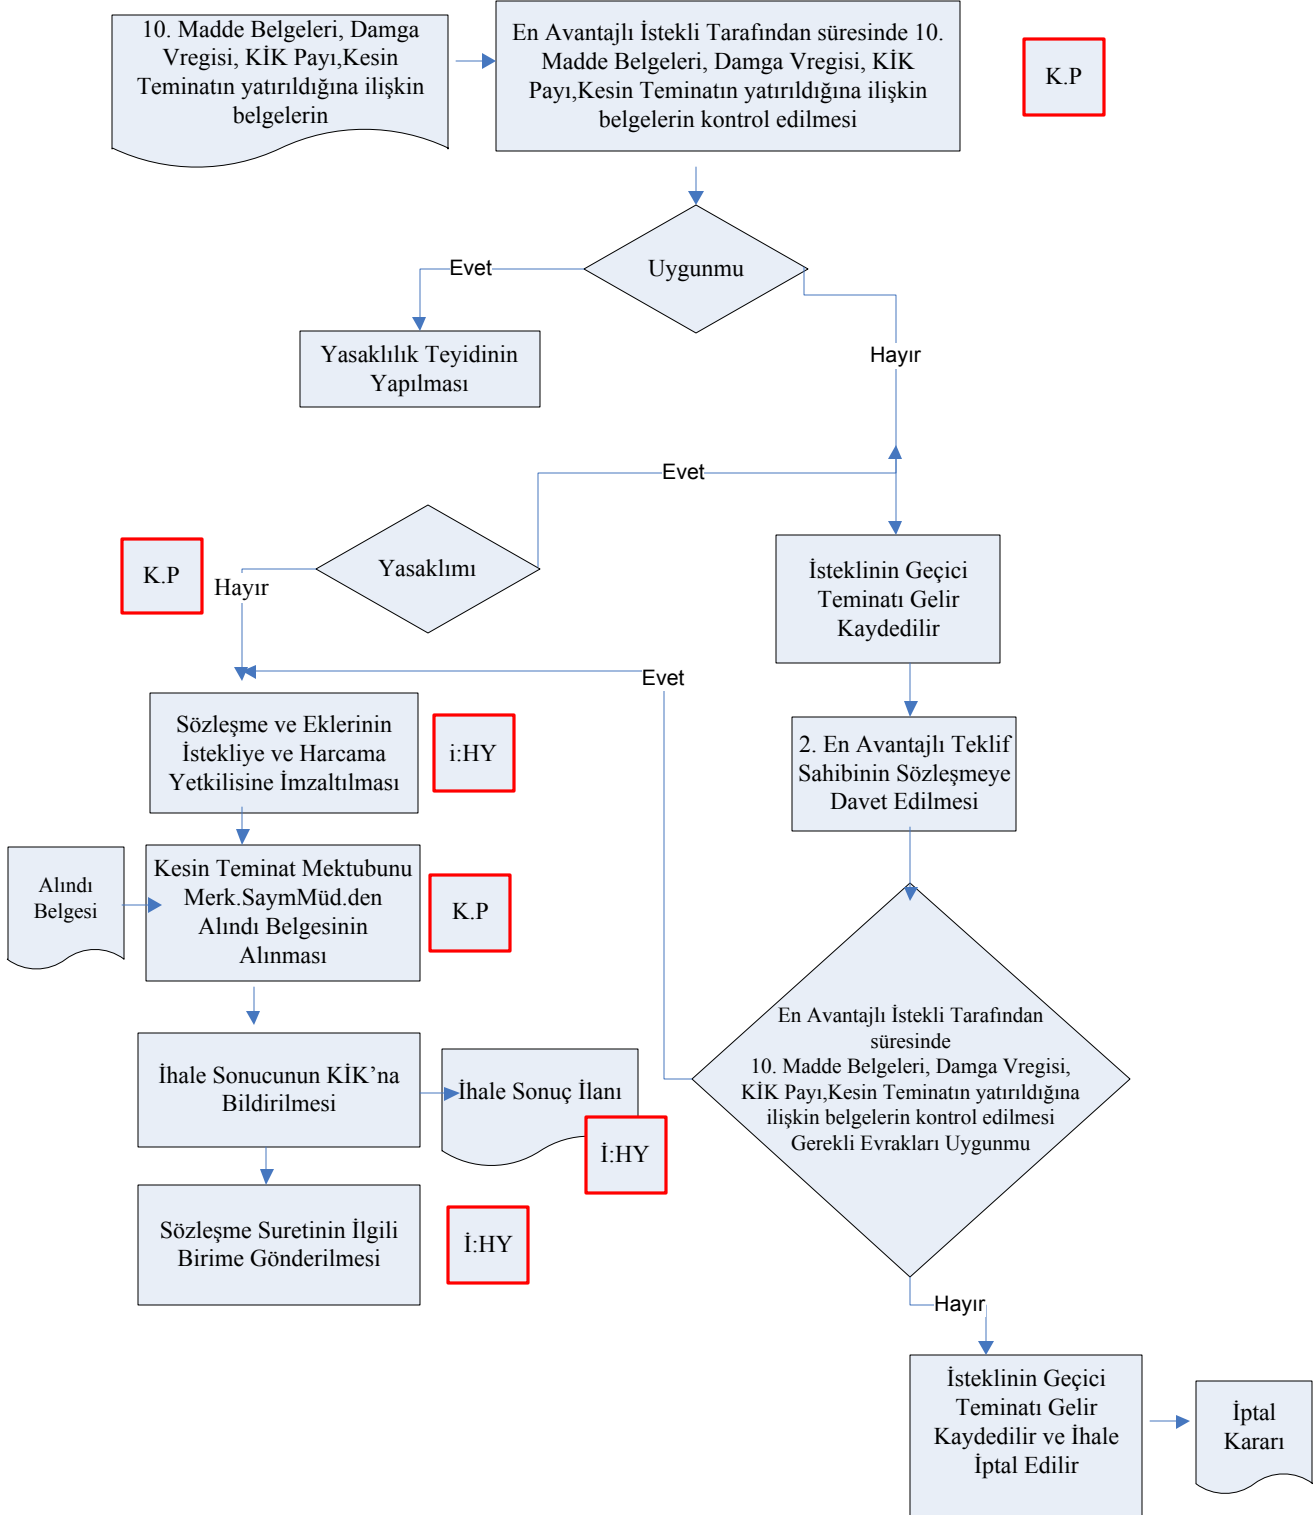 10. Madde Belgeleri, Damga
Vregisi, KİK Payı,Kesin
Teminatın yatırıldığına ilişkin
belgelerin
En Avantajlı İstekli Tarafından süresinde 10.
Madde Belgeleri, Damga Vregisi, KİK
Payı,Kesin Teminatın yatırıldığına ilişkin
belgelerin kontrol edilmesi
K.P
Uygunmu
Evet
Hayır
Yasaklılık Teyidinin
Yapılması
Evet
K.P
Hayır
Yasaklımı
İsteklinin Geçici
Teminatı Gelir
Kaydedilir
Evet
Sözleşme ve Eklerinin
İstekliye ve Harcama
Yetkilisine İmzaltılması
i:HY
2. En Avantajlı Teklif
Sahibinin Sözleşmeye
Davet Edilmesi
Alındı
Belgesi
Kesin Teminat Mektubunu
Merk.SaymMüd.den
Alındı Belgesinin
Alınması
K.P
En Avantajlı İstekli Tarafından
süresinde
10. Madde Belgeleri, Damga Vregisi,
KİK Payı,Kesin Teminatın yatırıldığına
ilişkin belgelerin kontrol edilmesi
Gerekli Evrakları Uygunmu
İhale Sonucunun KİK’na
Bildirilmesi
İhale Sonuç İlanı
İ:HY
Sözleşme Suretinin İlgili
Birime Gönderilmesi
İ:HY
Hayır
İsteklinin Geçici
Teminatı Gelir
Kaydedilir ve İhale
İptal Edilir
İptal
Kararı